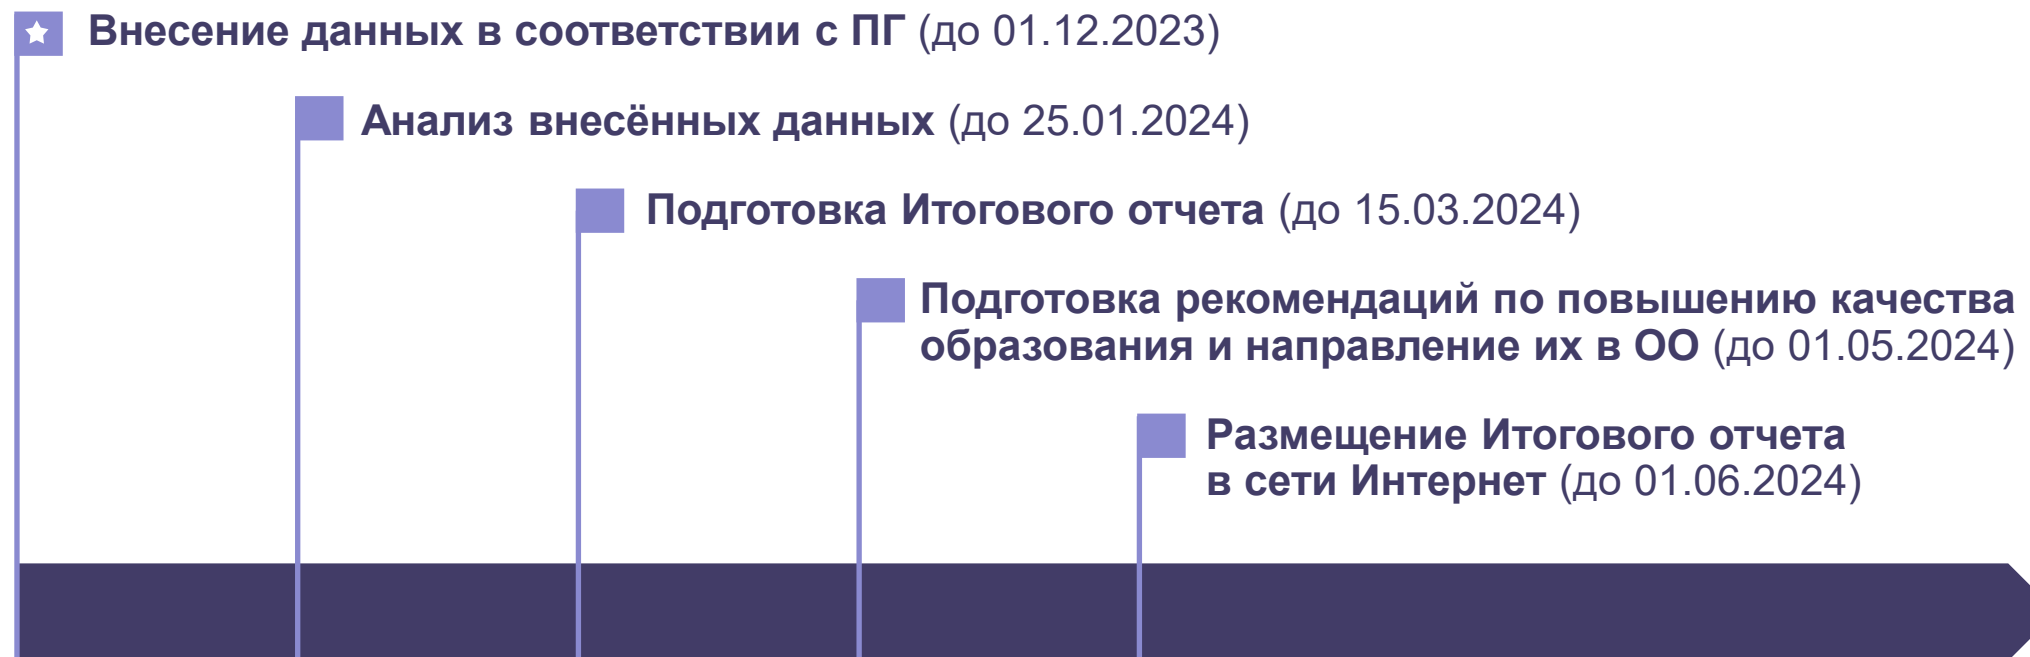 Внесение данных в соответствии с ПГ (до 01.12.2023)
Анализ внесённых данных (до 25.01.2024)
Подготовка Итогового отчета (до 15.03.2024)
Подготовка рекомендаций по повышению качества
образования и направление их в ОО (до 01.05.2024)
Размещение Итогового отчета
в сети Интернет (до 01.06.2024)